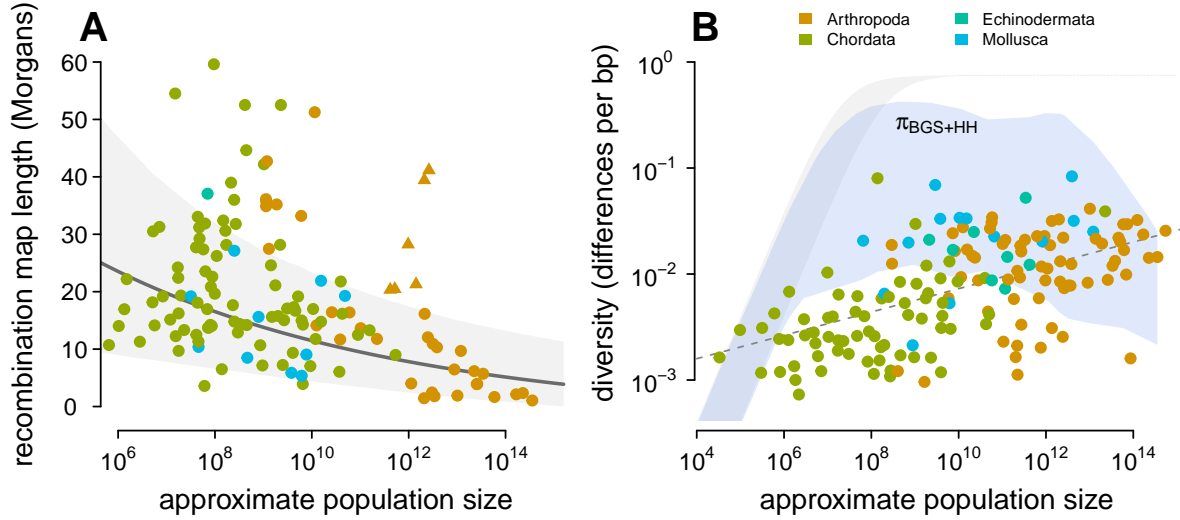 A
recombination map length (Morgans)
60
50
40
30
20
10
0
10^6
10^8
10^10
10^12
10^14
approximate population size
B
Arthropoda
Chordata
Echinodermata
Mollusca
diversity (differences per bp)
10^0
10^−1
10^−2
10^−3
π_BGS+HH
10^4
10^6
10^8
10^10
10^12
10^14
approximate population size